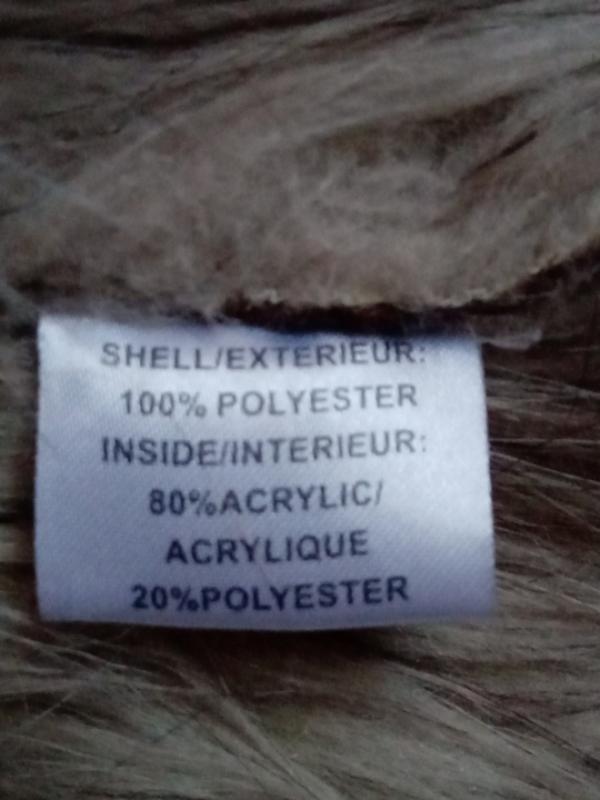 SHELL/EXTERIEUR:
100% POLYESTER
INSIDE/INTERIEUR:
80%ACRYLIC/
ACRYLIQUE
20%POLYESTER